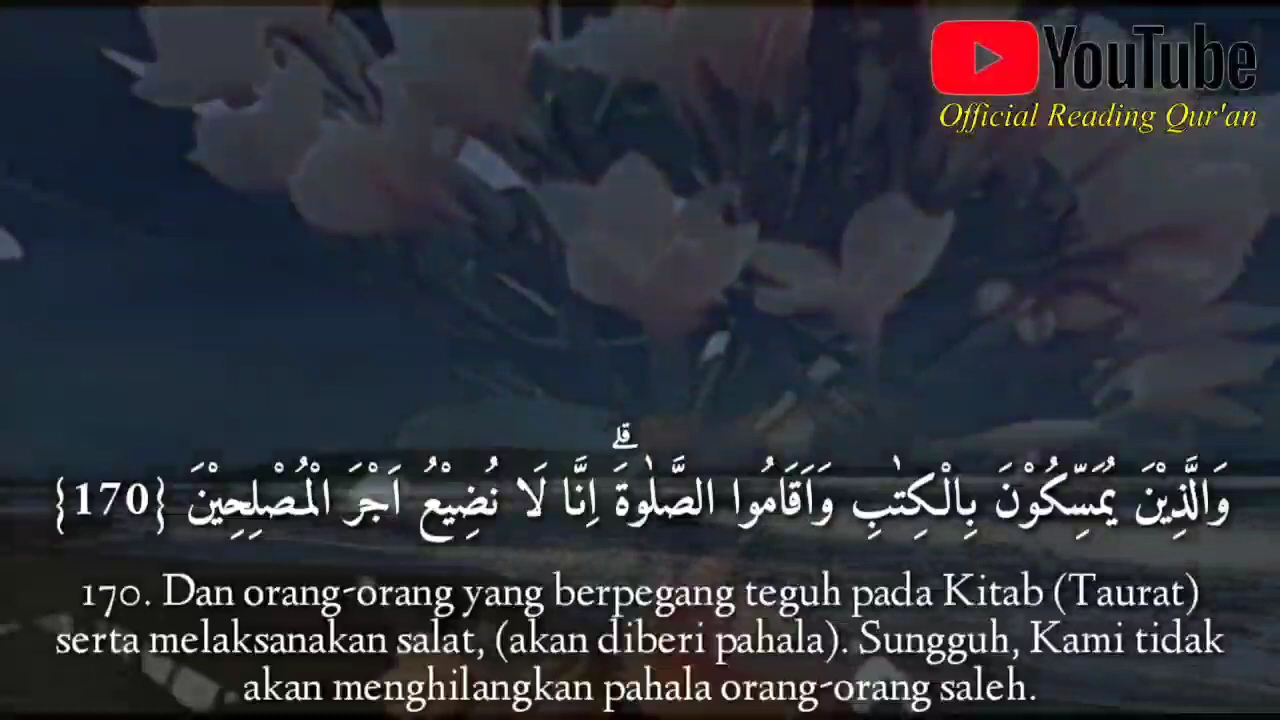 YouTube
Official Reading Qur'an
وَالَّذِيْنَ يُمَسِّكُوْنَ بِالْكِتٰبِ وَاَقَامُوا الصَّلٰوةَۗ اِنَّا لَا نُضِيْعُ اَجْرَ الْمُصْلِحِيْنَ {170}
170. Dan orang-orang yang berpegang teguh pada Kitab (Taurat)
serta melaksanakan salat, (akan diberi pahala). Sungguh, Kami tidak
akan menghilangkan pahala orang-orang saleh.